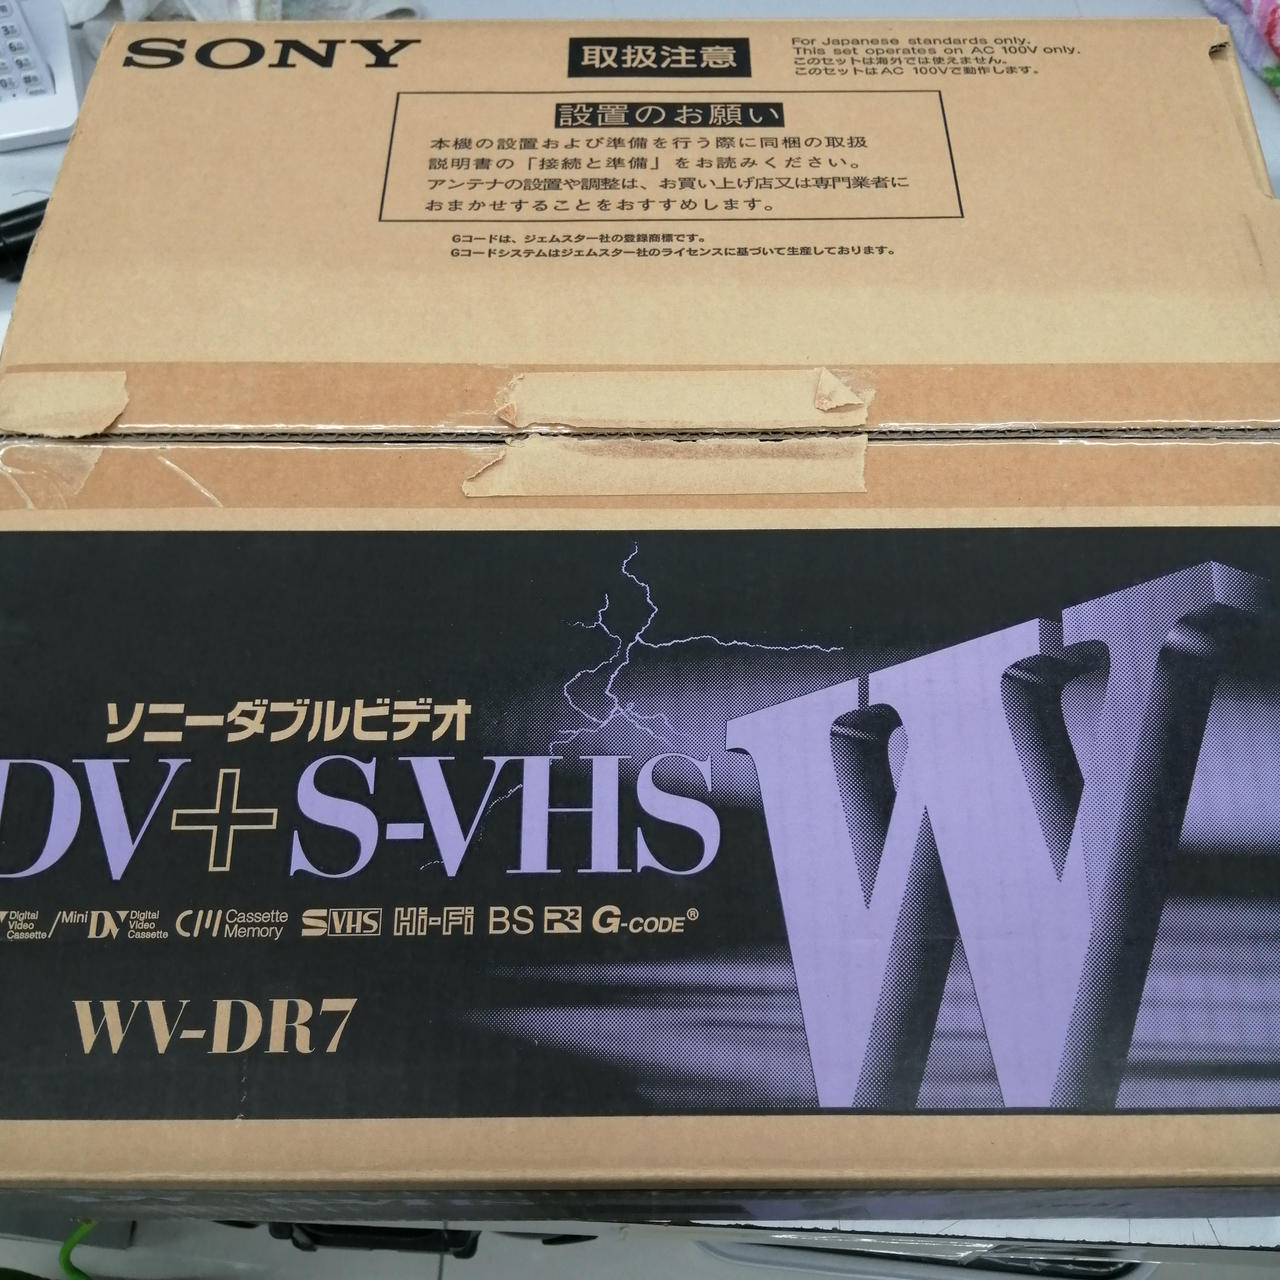 SONY
取扱注意
For Japanese standards only.
This set operates on AC 100V only.
このセットは海外では使えません。
このセットはAC 100Vで動作します。
設置のお願い
本機の設置および準備を行う際に同梱の取扱
説明書の「接続と準備」をお読みください。
アンテナの設置や調整は、お買い上げ店又は専門業者に
おまかせすることをおすすめします。
Gコードは、ジェムスター社の登録商標です。
Gコードシステムはジェムスター社のライセンスに基づいて生産しております。
ソニーダブルビデオ
DV+S-VHS
W
Digital Video Cassette / Mini DV Digital Video Cassette CM Cassette Memory S VHS Hi-Fi BS R² G-CODE®
WV-DR7